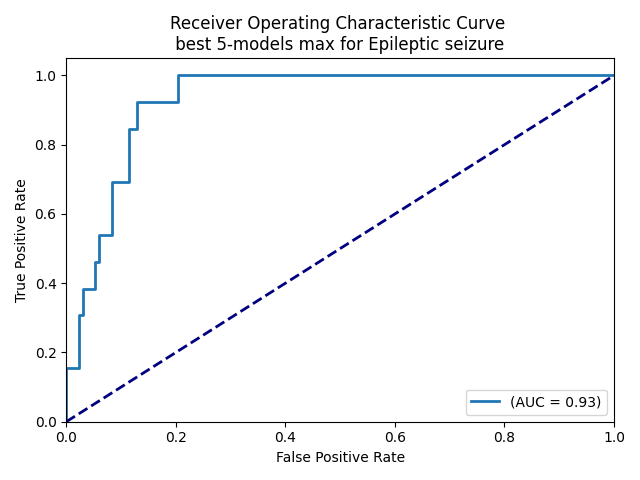 Receiver Operating Characteristic Curve
best 5-models max for Epileptic seizure
True Positive Rate
1.0
0.8
0.6
0.4
0.2
0.0
(AUC = 0.93)
0.0 0.2 0.4 0.6 0.8 1.0
False Positive Rate